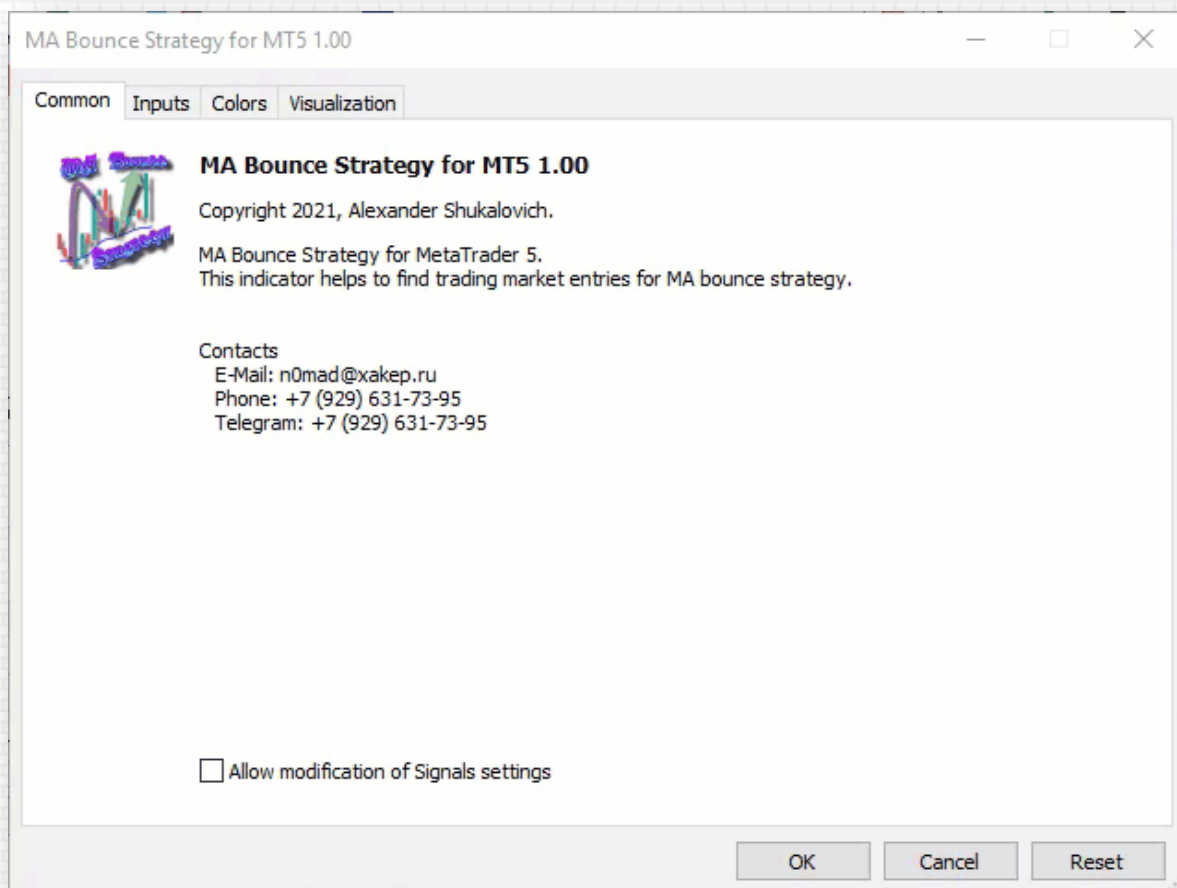 MA Bounce Strategy for MT5 1.00
Common Inputs Colors Visualization
MA Bounce
Strategy
MA Bounce Strategy for MT5 1.00
Copyright 2021, Alexander Shukalovich.
MA Bounce Strategy for MetaTrader 5.
This indicator helps to find trading market entries for MA bounce strategy.
Contacts
E-Mail: n0mad@xakep.ru
Phone: +7 (929) 631-73-95
Telegram: +7 (929) 631-73-95
Allow modification of Signals settings
OK Cancel Reset